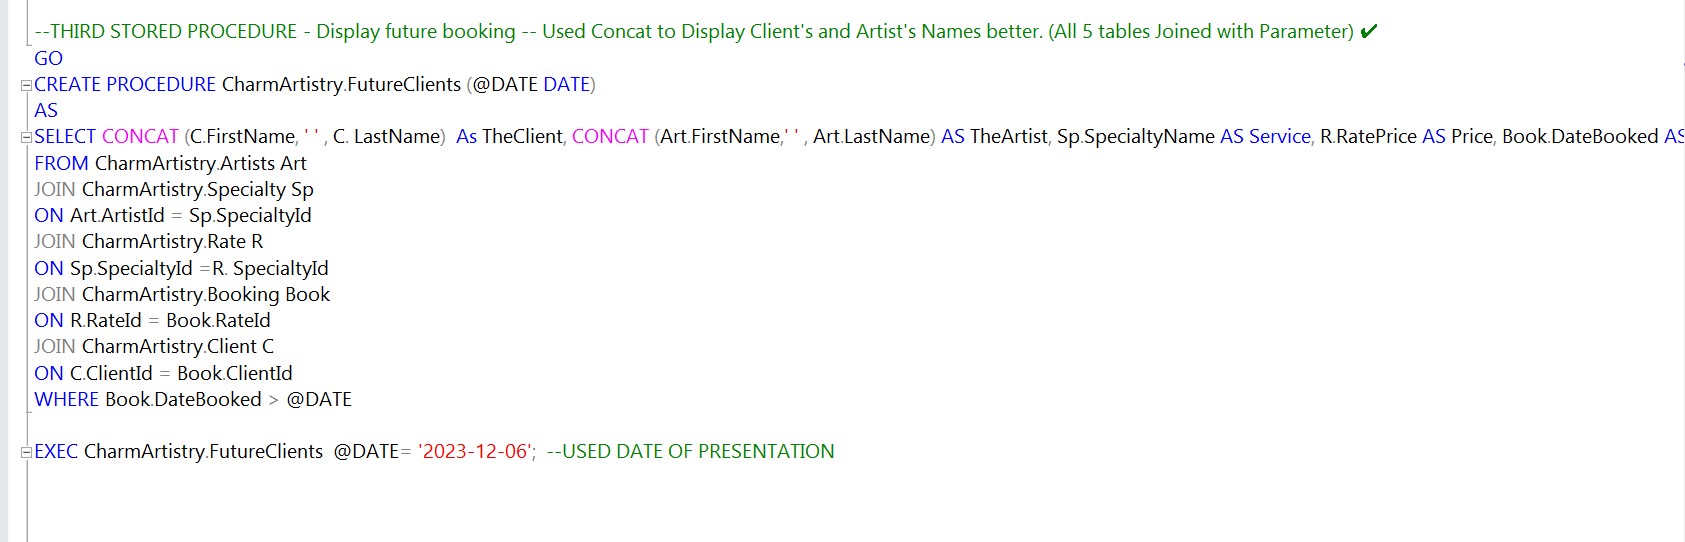 --THIRD STORED PROCEDURE - Display future booking -- Used Concat to Display Client's and Artist's Names better. (All 5 tables Joined with Parameter) ✔
GO
CREATE PROCEDURE CharmArtistry.FutureClients (@DATE DATE)
AS
SELECT CONCAT (C.FirstName, ' ' , C. LastName)  As TheClient, CONCAT (Art.FirstName,' ' , Art.LastName) AS TheArtist, Sp.SpecialtyName AS Service, R.RatePrice AS Price, Book.DateBooked AS
FROM CharmArtistry.Artists Art
JOIN CharmArtistry.Specialty Sp
ON Art.ArtistId = Sp.SpecialtyId
JOIN CharmArtistry.Rate R
ON Sp.SpecialtyId =R. SpecialtyId
JOIN CharmArtistry.Booking Book
ON R.RateId = Book.RateId
JOIN CharmArtistry.Client C
ON C.ClientId = Book.ClientId
WHERE Book.DateBooked > @DATE
EXEC CharmArtistry.FutureClients  @DATE= '2023-12-06';  --USED DATE OF PRESENTATION